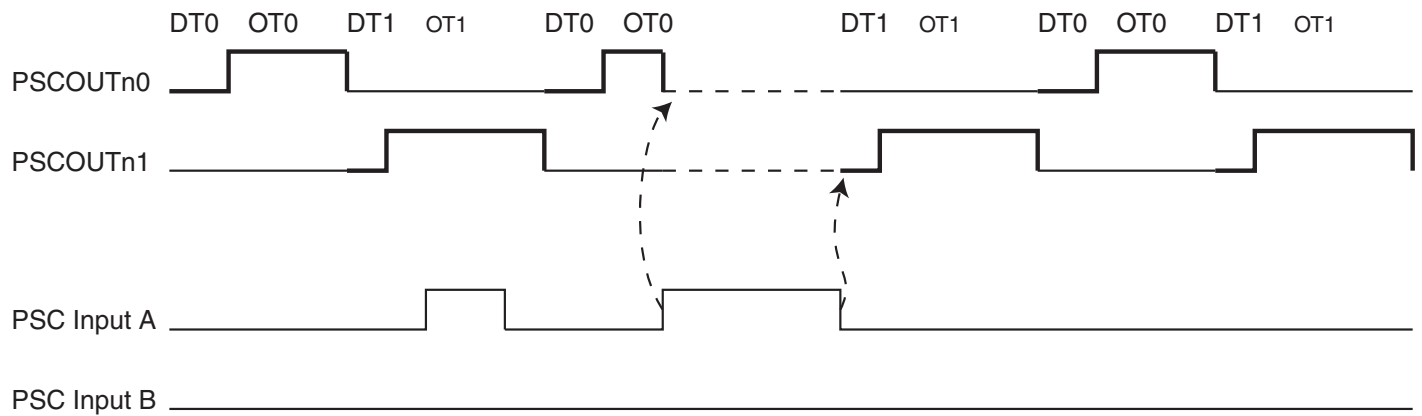 DT0 OT0 DT1 OT1 DT0 OT0 DT1 OT1 DT0 OT0 DT1 OT1
PSCOUTn0
PSCOUTn1
PSC Input A
PSC Input B